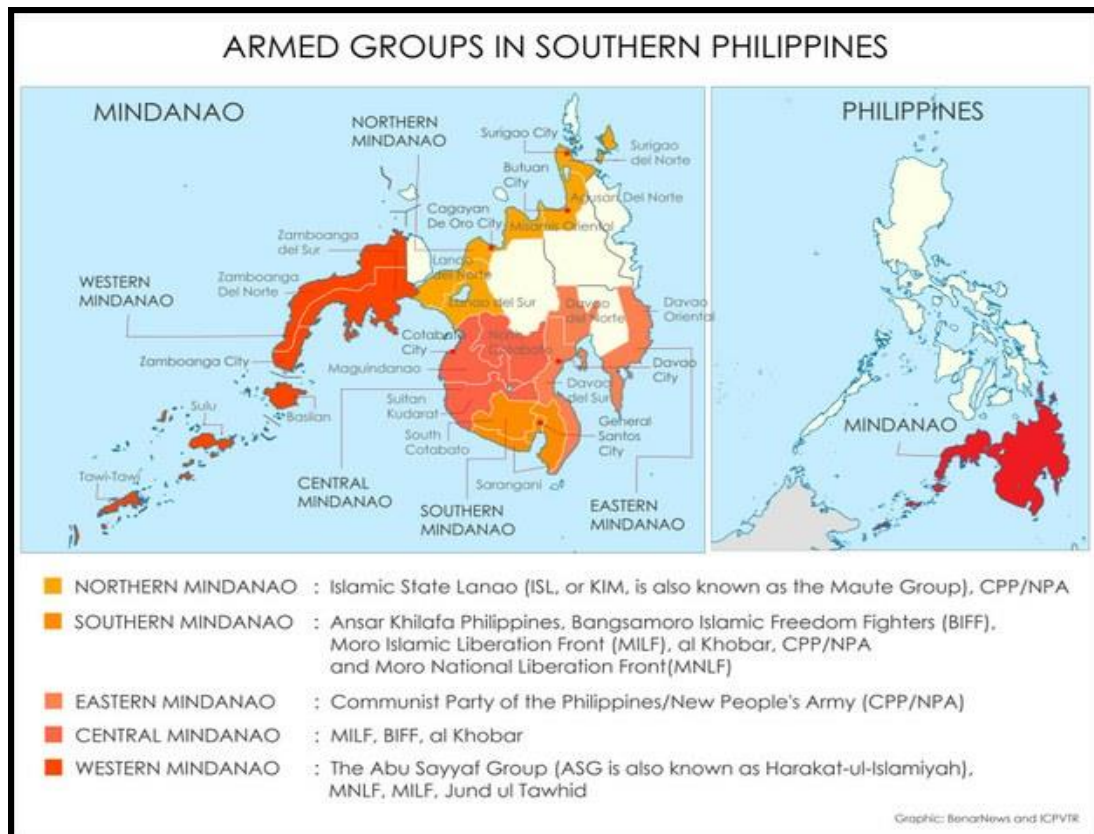 ARMED GROUPS IN SOUTHERN PHILIPPINES
MINDANAO
NORTHERN
MINDANAO
Surigao City
Surigao
del Norte
Butuan
City
Agusan Del Norte
Cagayan
De Oro City
Misamis Oriental
Zamboanga
del Sur
Lanao
del Norte
WESTERN
MINDANAO
Zamboanga
Del Norte
Lanao del Sur
Davao
del Norte
Davao
Oriental
Cotabato
City
North
Cotabato
Zamboanga City
Maguindanao
Davao
City
Davao
del Sur
Sultan
Kudarat
Basilan
Sulu
South
Cotabato
General
Santos
City
Tawi-Tawi
CENTRAL
MINDANAO
Sarangani
SOUTHERN
MINDANAO
EASTERN
MINDANAO
PHILIPPINES
MINDANAO
NORTHERN MINDANAO : Islamic State Lanao (ISL, or KIM, is also known as the Maute Group), CPP/NPA
SOUTHERN MINDANAO : Ansar Khilafa Philippines, Bangsamoro Islamic Freedom Fighters (BIFF),
Moro Islamic Liberation Front (MILF), al Khobar, CPP/NPA
and Moro National Liberation Front(MNLF)
EASTERN MINDANAO : Communist Party of the Philippines/New People's Army (CPP/NPA)
CENTRAL MINDANAO : MILF, BIFF, al Khobar
WESTERN MINDANAO : The Abu Sayyaf Group (ASG is also known as Harakat-ul-Islamiyah),
MNLF, MILF, Jund ul Tawhid
Graphic: BenarNews and ICPVTR